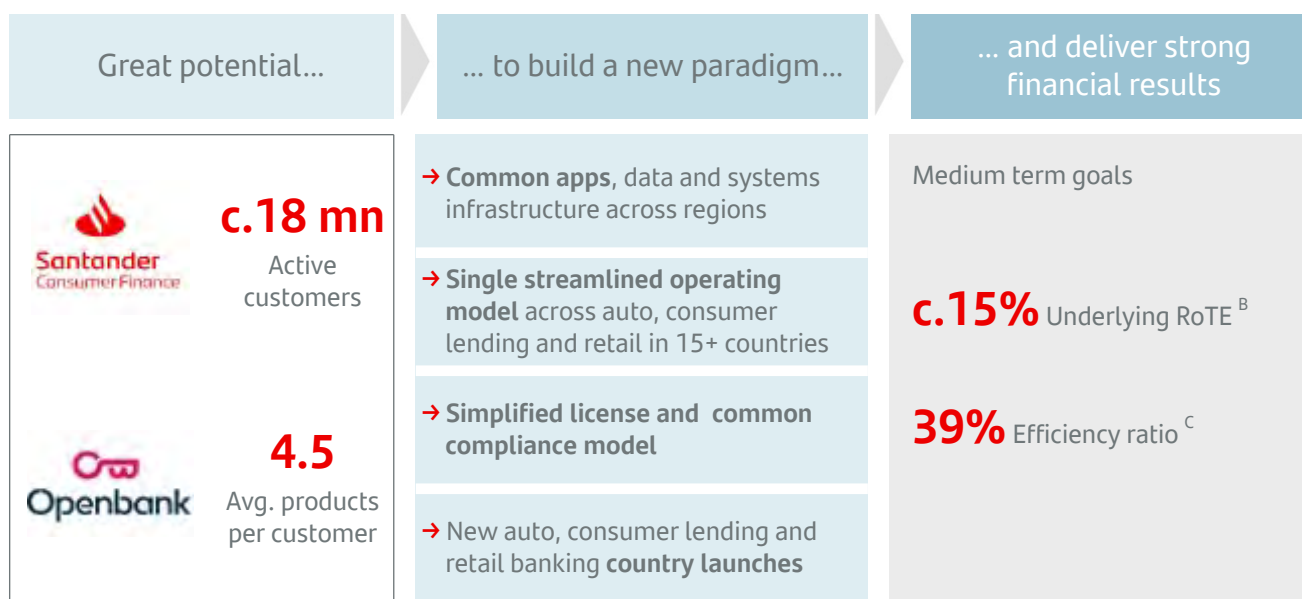 Great potential...
... to build a new paradigm...
... and deliver strong
financial results
Santander
Consumer Finance
c.18 mn
Active
customers
Openbank
4.5
Avg. products
per customer
→ Common apps, data and systems
infrastructure across regions
→ Single streamlined operating
model across auto, consumer
lending and retail in 15+ countries
→ Simplified license and common
compliance model
→ New auto, consumer lending and
retail banking country launches
Medium term goals
c.15% Underlying RoTE B
39% Efficiency ratio C